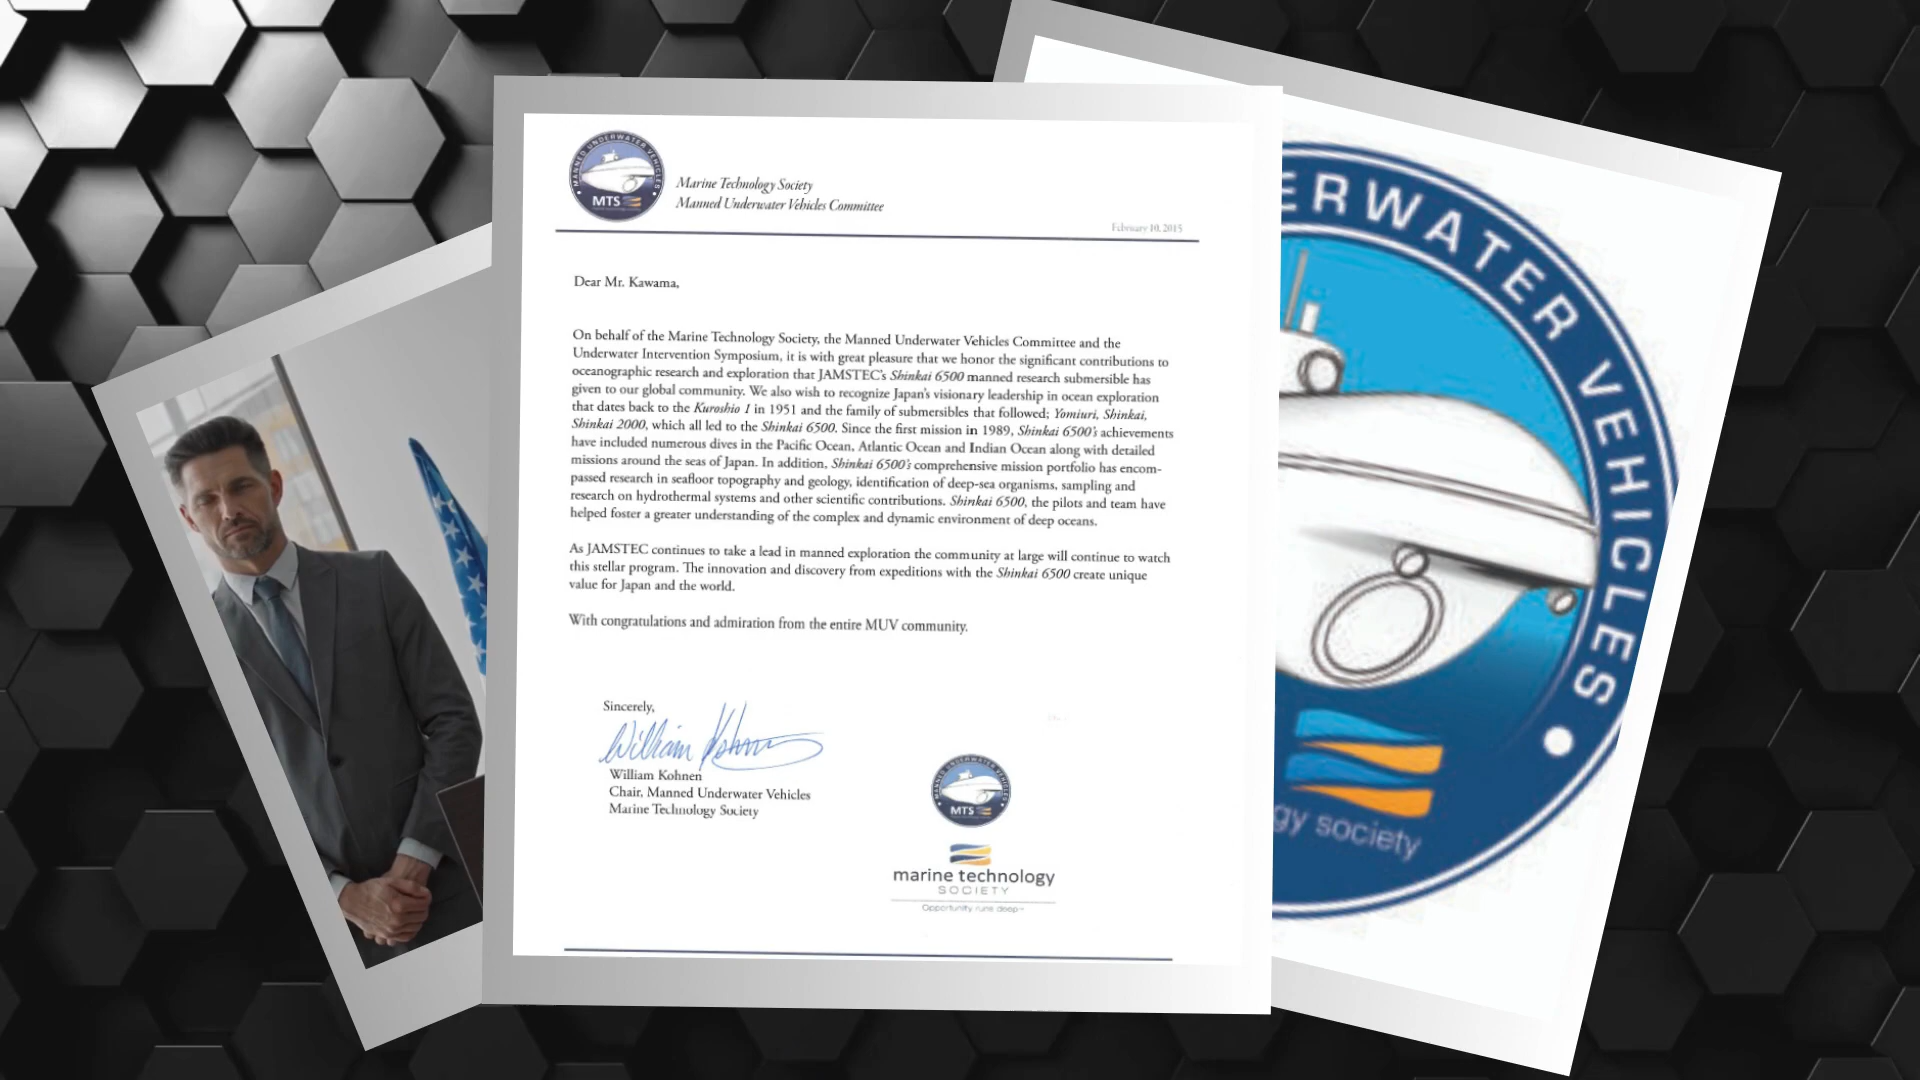 MANNED UNDERWATER VEHICLES
MTS
Marine Technology Society
Manned Underwater Vehicles Committee
February 10, 2015
Dear Mr. Kawama,
On behalf of the Marine Technology Society, the Manned Underwater Vehicles Committee and the
Underwater Intervention Symposium, it is with great pleasure that we honor the significant contributions to
oceanographic research and exploration that JAMSTEC's Shinkai 6500 manned research submersible has
given to our global community. We also wish to recognize Japan's visionary leadership in ocean exploration
that dates back to the Kuroshio I in 1951 and the family of submersibles that followed; Yomiuri, Shinkai,
Shinkai 2000, which all led to the Shinkai 6500. Since the first mission in 1989, Shinkai 6500's achievements
have included numerous dives in the Pacific Ocean, Atlantic Ocean and Indian Ocean along with detailed
missions around the seas of Japan. In addition, Shinkai 6500's comprehensive mission portfolio has encom-
passed research in seafloor topography and geology, identification of deep-sea organisms, sampling and
research on hydrothermal systems and other scientific contributions. Shinkai 6500, the pilots and team have
helped foster a greater understanding of the complex and dynamic environment of deep oceans.
As JAMSTEC continues to take a lead in manned exploration the community at large will continue to watch
this stellar program. The innovation and discovery from expeditions with the Shinkai 6500 create unique
value for Japan and the world.
With congratulations and admiration from the entire MUV community.
Sincerely,
William Kohnen
William Kohnen
Chair, Manned Underwater Vehicles
Marine Technology Society
MANNED UNDERWATER VEHICLES
MTS
marine technology
SOCIETY
Opportunity runs deep™
ERWATER VEHICLES
gy society